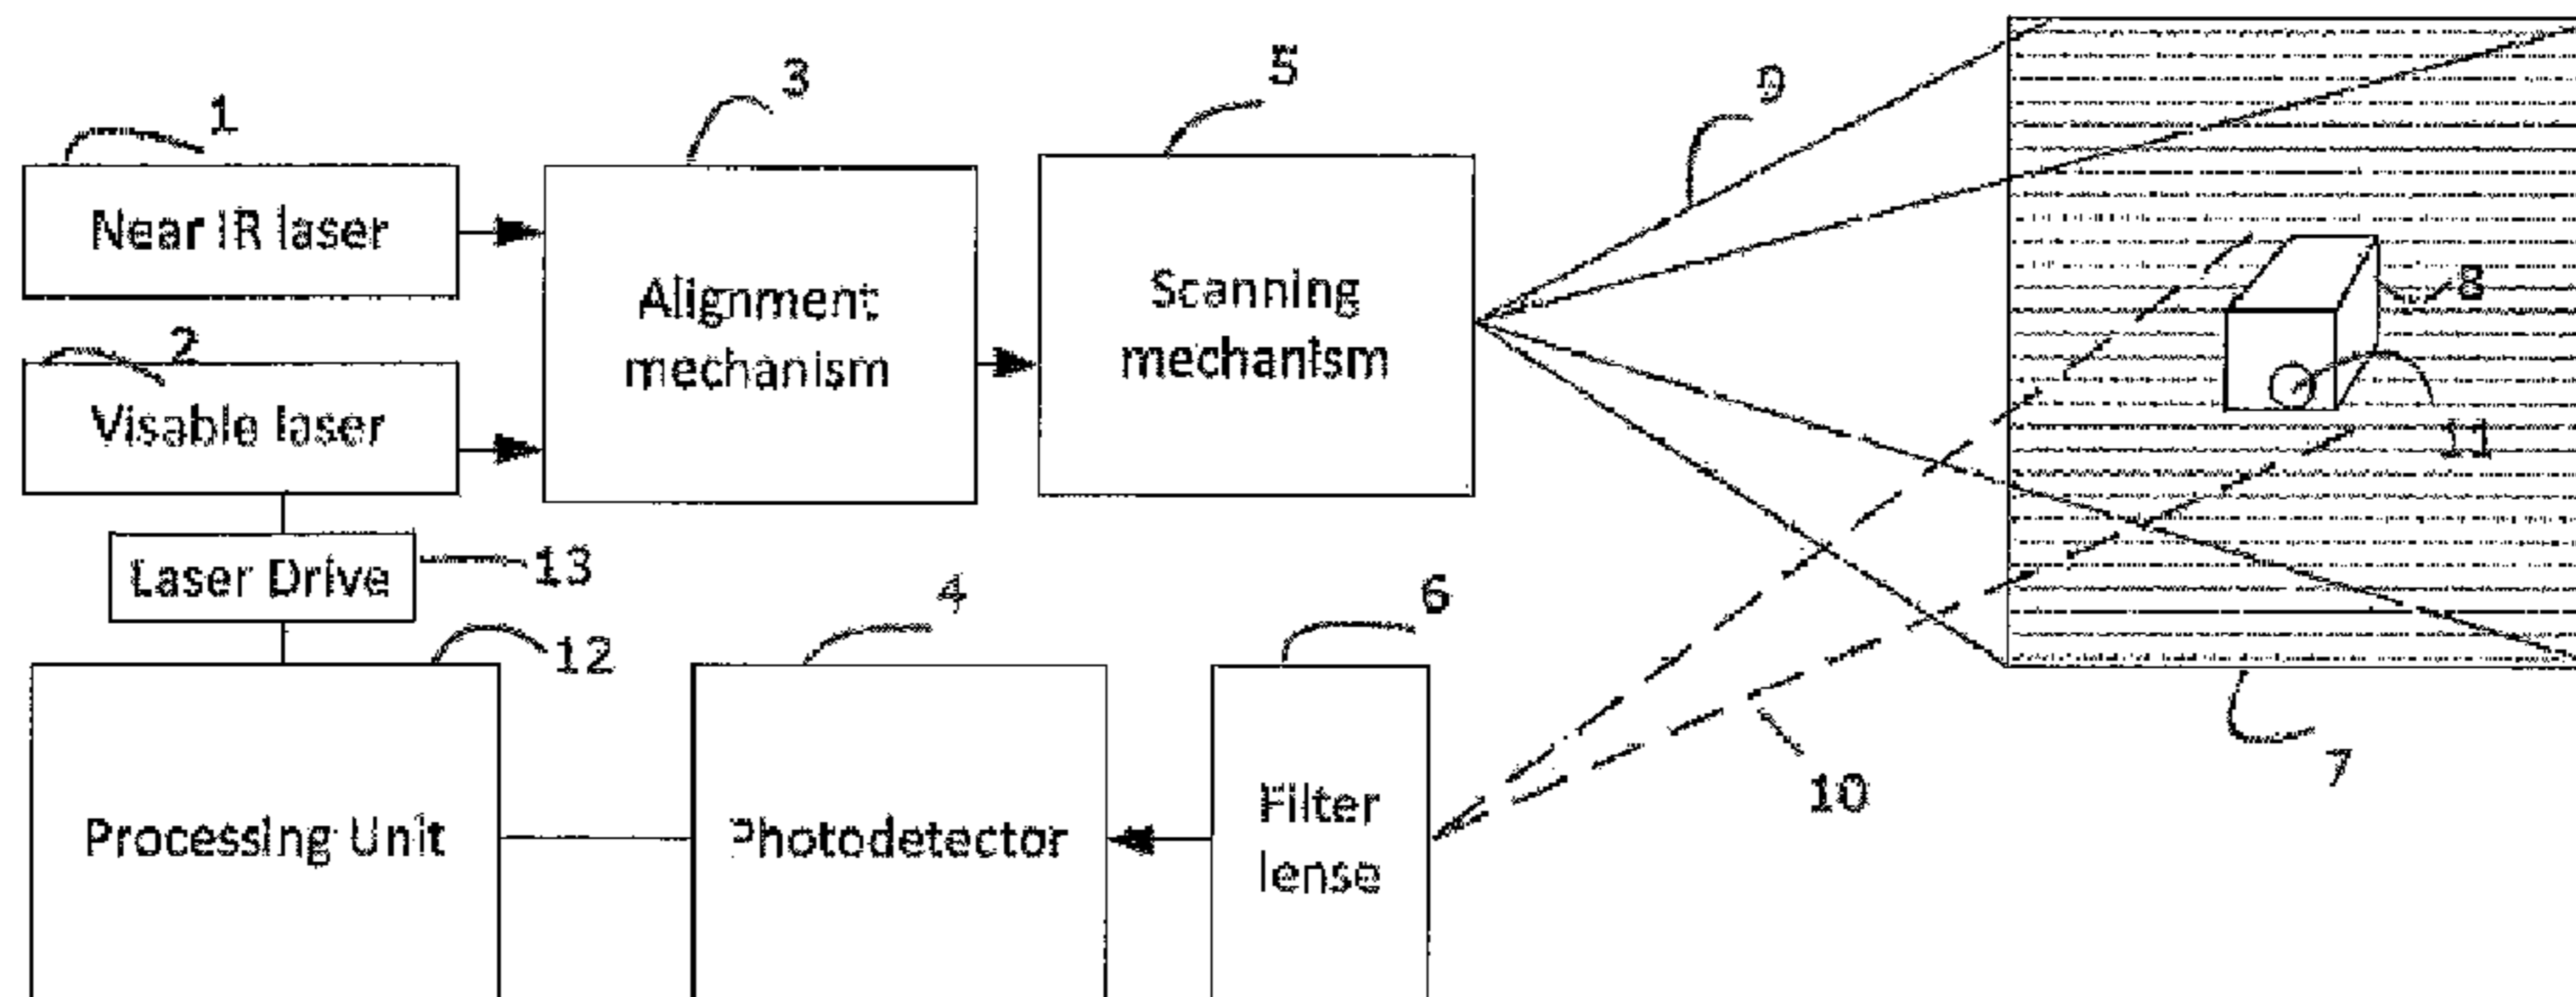 1
3
5
9
Near IR laser
Alignment
mechanism
Scanning
mechanism
8
2
Visable laser
11
Laser Drive
13
4
6
12
7
10
Processing Unit
Photodetector
Filter
lense